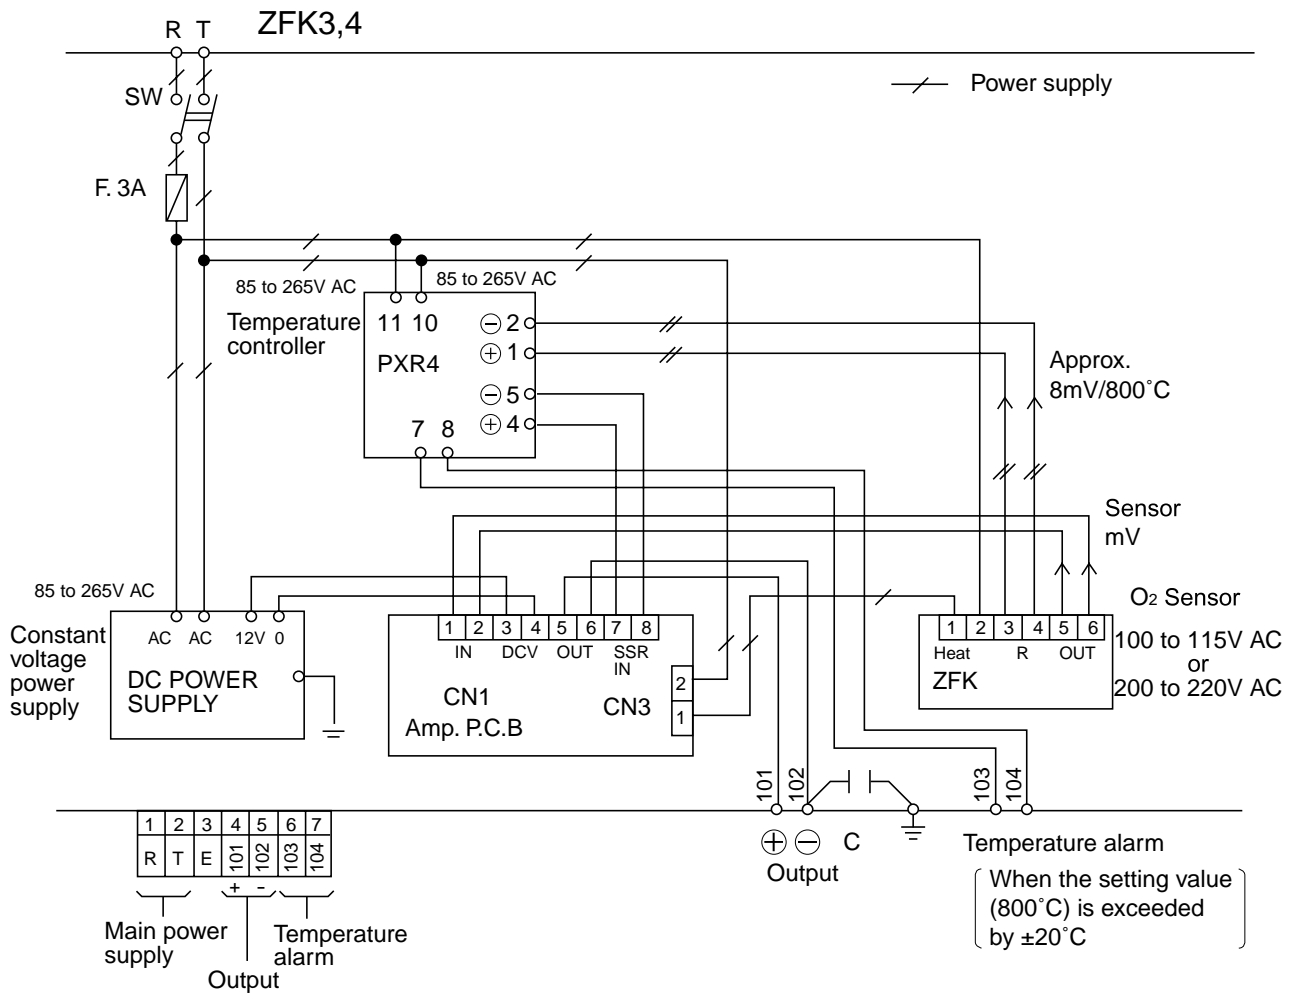 R T ZFK3,4
Power supply
SW
F. 3A
85 to 265V AC
85 to 265V AC
Temperature
controller
11 10
⊖ 2
⊕ 1
PXR4
⊖ 5
⊕ 4
7 8
Approx.
8mV/800˚C
Sensor
mV
85 to 265V AC
Constant
voltage
power
supply
AC AC 12V 0
DC POWER
SUPPLY
1 2 3 4 5 6 7 8
IN DCV OUT SSR
IN
CN1
Amp. P.C.B
CN3
2
1
O2 Sensor
1 2 3 4 5 6
Heat R OUT
ZFK
100 to 115V AC
or
200 to 220V AC
101 102 103 104
⊕ ⊖ C
Output
Temperature alarm
When the setting value
(800˚C) is exceeded
by ±20˚C
1 2 3 4 5 6 7
R T E 101 102 103 104
+ -
Main power
supply
Output
Temperature
alarm